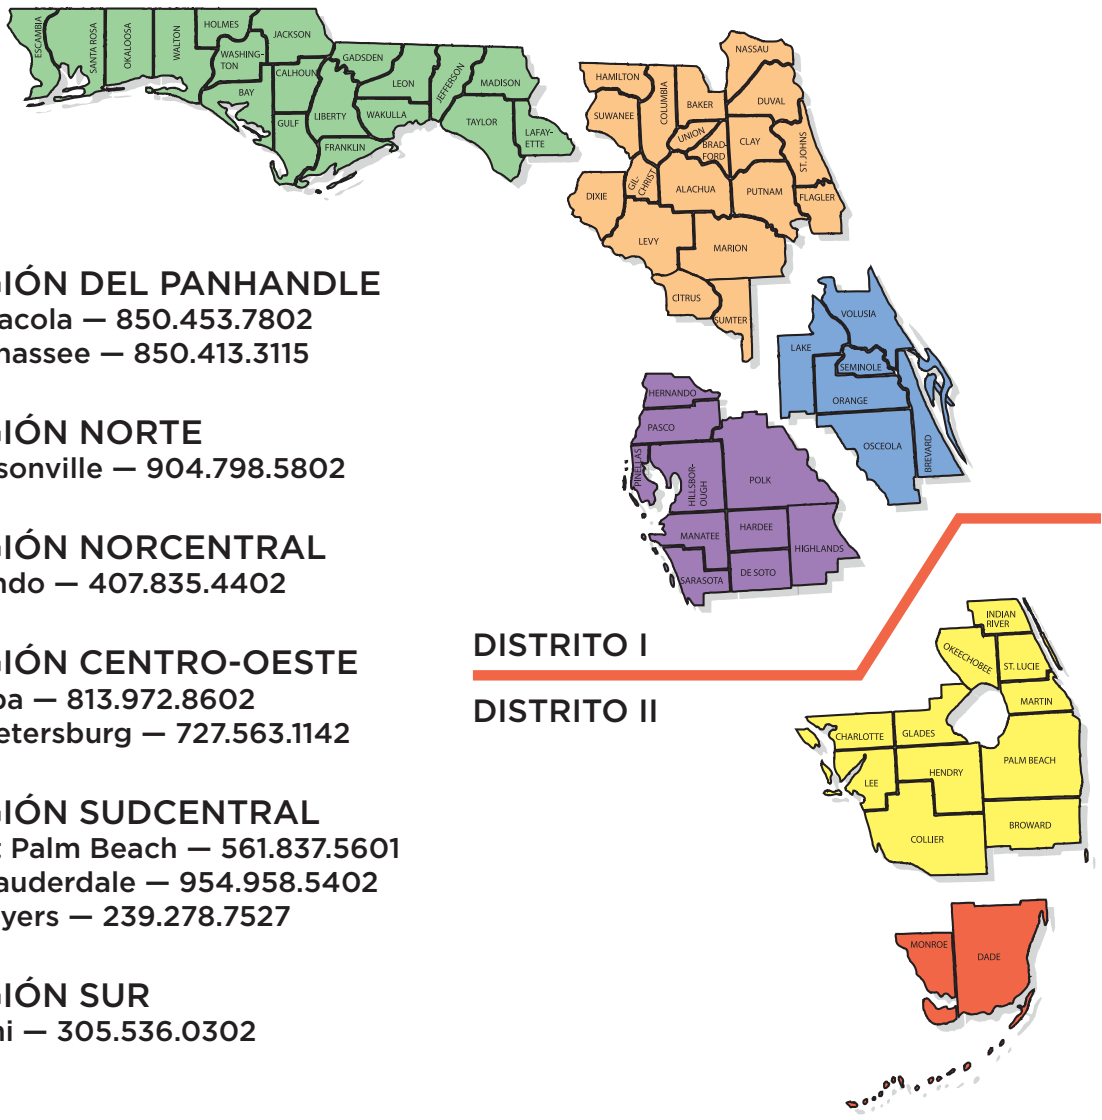 ESCAMBIA
SANTA ROSA
OKALOOSA
WALTON
HOLMES
WASHING-
TON
JACKSON
BAY
CALHOUN
GULF
GADSDEN
LIBERTY
FRANKLIN
LEON
WAKULLA
JEFFERSON
MADISON
TAYLOR
LAFAY-
ETTE
HAMILTON
SUWANEE
COLUMBIA
BAKER
NASSAU
DUVAL
UNION
BRAD-
FORD
CLAY
ST. JOHNS
DIXIE
GIL-
CHRIST
ALACHUA
PUTNAM
FLAGLER
LEVY
MARION
CITRUS
SUMTER
VOLUSIA
LAKE
SEMINOLE
ORANGE
OSCEOLA
BREVARD
HERNANDO
PASCO
PINELLAS
HILLSBOR-
OUGH
POLK
MANATEE
HARDEE
HIGHLANDS
SARASOTA
DE SOTO
GIÓN DEL PANHANDLE
acola — 850.453.7802
nassee — 850.413.3115
GIÓN NORTE
sonville — 904.798.5802
GIÓN NORCENTRAL
ndo — 407.835.4402
GIÓN CENTRO-OESTE
pa — 813.972.8602
etersburg — 727.563.1142
GIÓN SUDCENTRAL
t Palm Beach — 561.837.5601
auderdale — 954.958.5402
yers — 239.278.7527
GIÓN SUR
ni — 305.536.0302
DISTRITO I
DISTRITO II
INDIAN
RIVER
OKEECHOBEE
ST. LUCIE
MARTIN
CHARLOTTE
GLADES
LEE
HENDRY
PALM BEACH
COLLIER
BROWARD
MONROE
DADE